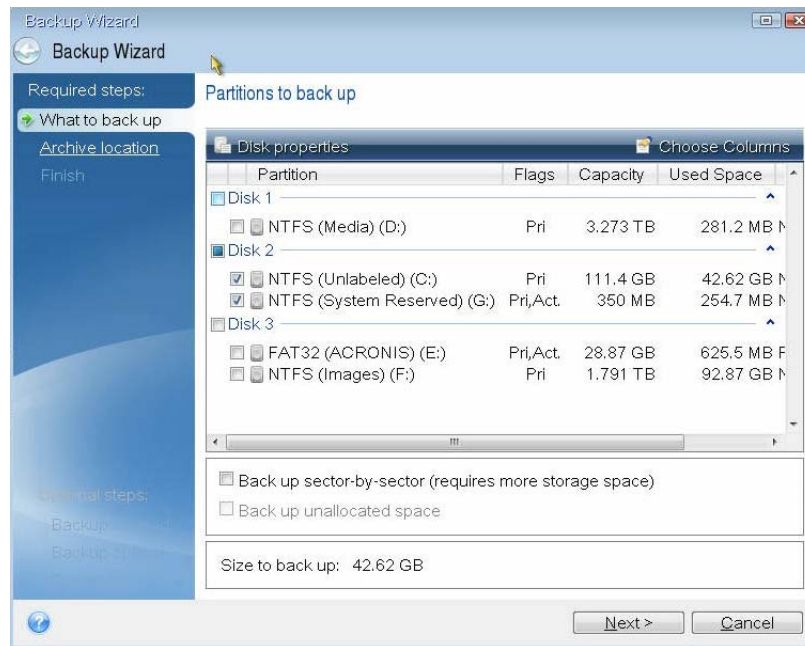 Backup Wizard
Backup Wizard
Required steps:
What to back up
Archive location
Finish
Partitions to back up
Disk properties Choose Columns
Partition Flags Capacity Used Space
Disk 1
NTFS (Media) (D:) Pri 3.273 TB 281.2 MB N
Disk 2
NTFS (Unlabeled) (C:) Pri 111.4 GB 42.62 GB N
NTFS (System Reserved) (G:) Pri,Act. 350 MB 254.7 MB N
Disk 3
FAT32 (ACRONIS) (E:) Pri,Act. 28.87 GB 625.5 MB F
NTFS (Images) (F:) Pri 1.791 TB 92.87 GB N
Back up sector-by-sector (requires more storage space)
Back up unallocated space
steps:
Backup
Backup
Size to back up: 42.62 GB
Next >
Cancel